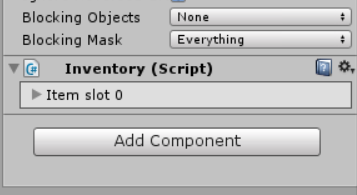 Blocking Objects None
Blocking Mask Everything
Inventory (Script)
Item slot 0
Add Component